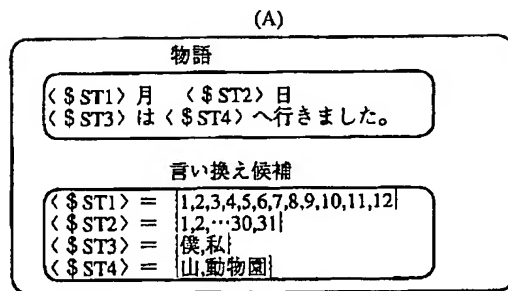 (A)
物語
〈$ST1〉月　〈$ST2〉日
〈$ST3〉は〈$ST4〉へ行きました。
言い換え候補
〈$ST1〉＝ {1,2,3,4,5,6,7,8,9,10,11,12}
〈$ST2〉＝ {1,2,…30,31}
〈$ST3〉＝ {僕,私}
〈$ST4〉＝ {山,動物園}